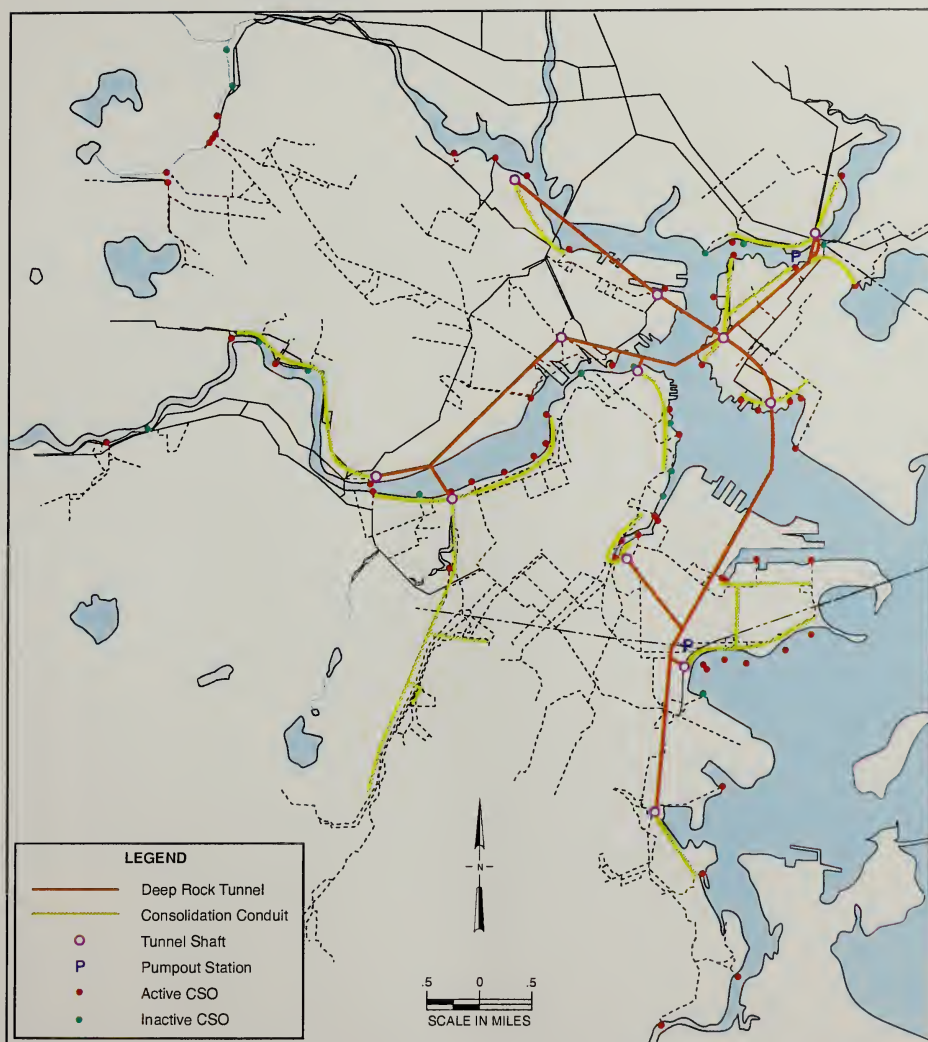 P
P
LEGEND
Deep Rock Tunnel
Consolidation Conduit
Tunnel Shaft
P Pumpout Station
Active CSO
Inactive CSO
N
.5 0 .5
SCALE IN MILES